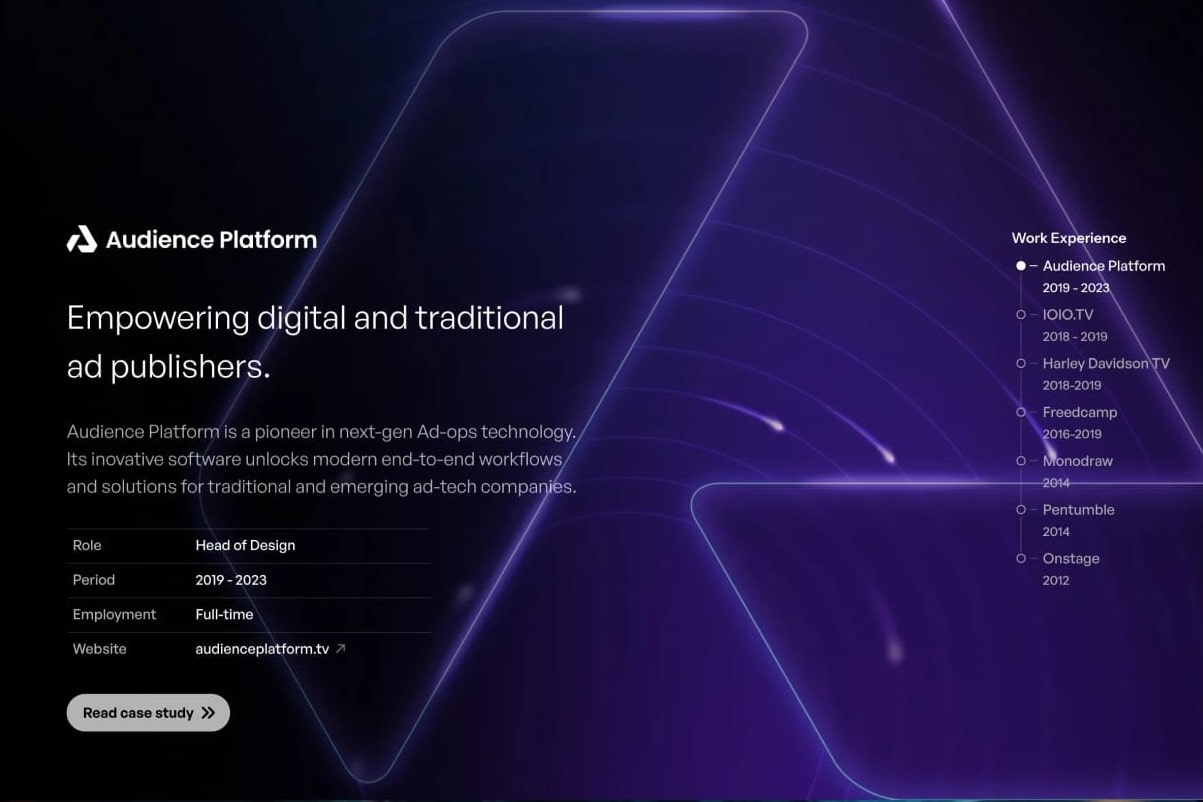 Audience Platform
Empowering digital and traditional
ad publishers.
Audience Platform is a pioneer in next-gen Ad-ops technology.
Its inovative software unlocks modern end-to-end workflows
and solutions for traditional and emerging ad-tech companies.
Role Head of Design
Period 2019 - 2023
Employment Full-time
Website audienceplatform.tv ↗
Read case study »
Work Experience
Audience Platform
2019 - 2023
IOIO.TV
2018 - 2019
Harley Davidson TV
2018-2019
Freedcamp
2016-2019
Monodraw
2014
Pentumble
2014
Onstage
2012